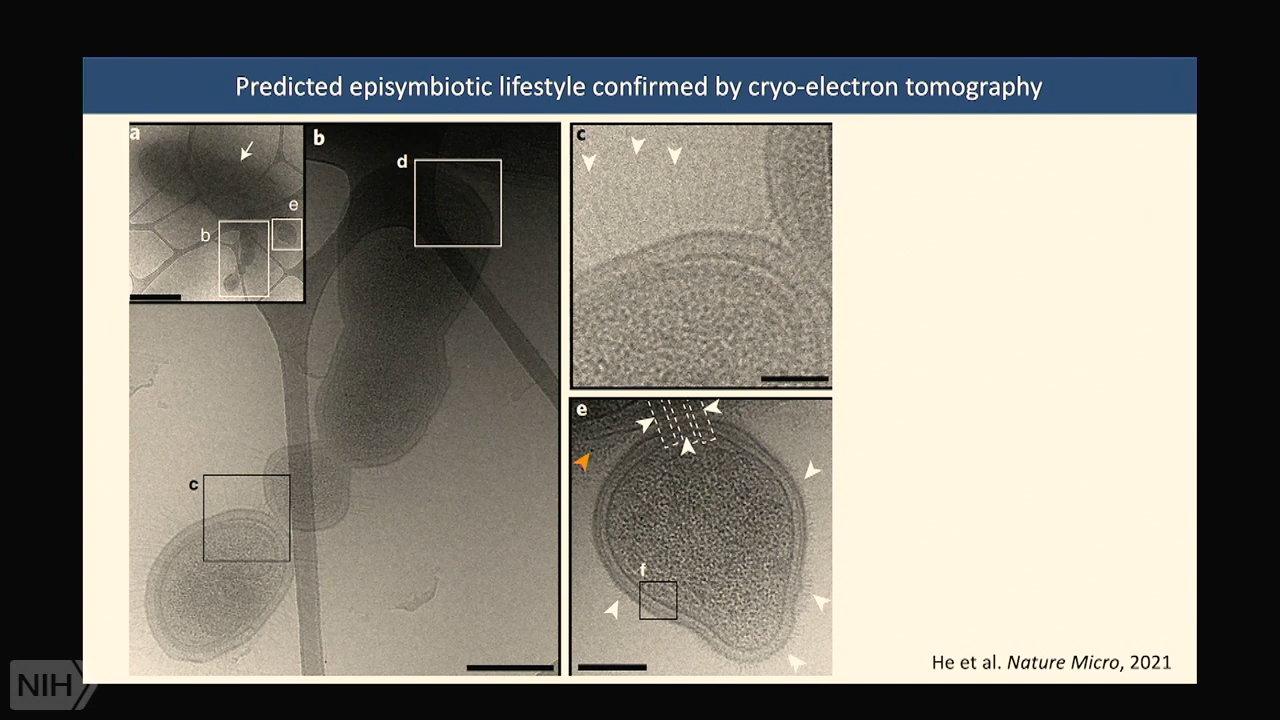 Predicted episymbiotic lifestyle confirmed by cryo-electron tomography
a
b
e
b
d
c
c
e
f
He et al. Nature Micro, 2021
NIH